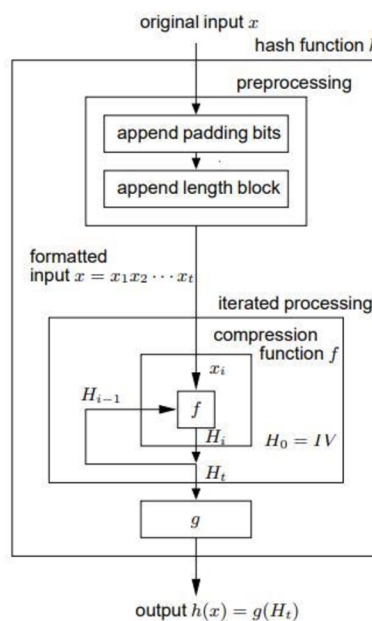 original input x
hash function
preprocessing
append padding bits
append length block
formatted
input x = x₁x₂ ⋯ xₜ
iterated processing
compression
function f
xᵢ
Hᵢ₋₁
f
Hᵢ
H₀ = IV
Hₜ
g
output h(x) = g(Hₜ)